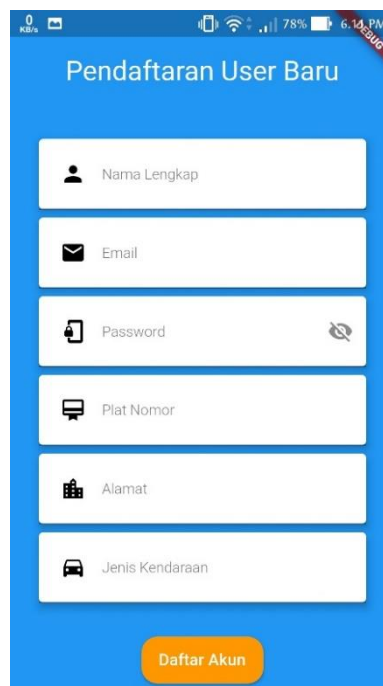 0
KB/s
78%
6.14 PM
DEBUG
Pendaftaran User Baru
Nama Lengkap
Email
Password
Plat Nomor
Alamat
Jenis Kendaraan
Daftar Akun